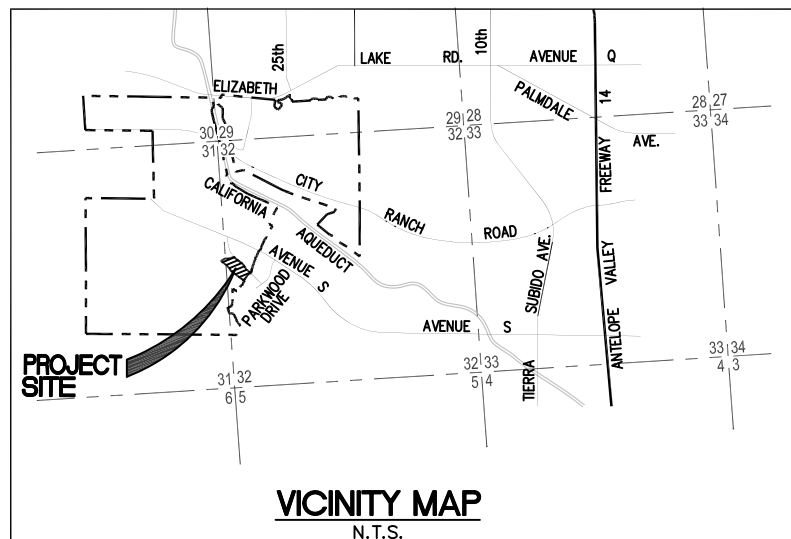 25th
10th
LAKE RD. AVENUE Q
ELIZABETH
PALMDALE
AVE.
14
FREEWAY
VALLEY
ANTELOPE
28 27
33 34
29 28
32 33
30 29
31 32
CITY
RANCH
ROAD
CALIFORNIA
AQUEDUCT
AVENUE S
PARKWOOD
DRIVE
SUBIDO AVE.
TIERRA
AVENUE S
PROJECT
SITE
31 32
6 5
32 33
5 4
33 34
4 3
VICINITY MAP
N.T.S.